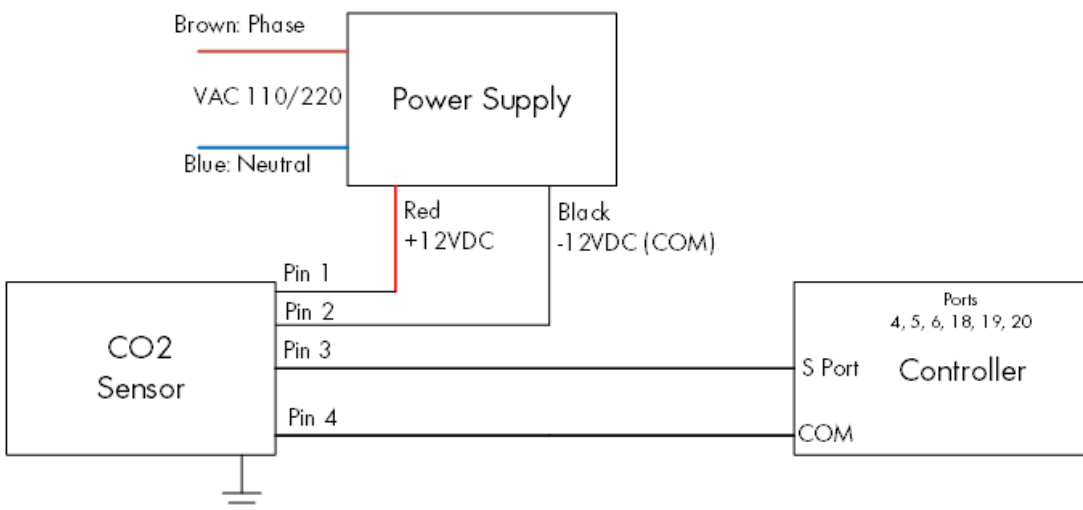 Brown: Phase
VAC 110/220
Blue: Neutral
Power Supply
Red
+12VDC
Black
-12VDC (COM)
Pin 1
Pin 2
Pin 3
Pin 4
CO2
Sensor
Ports
4, 5, 6, 18, 19, 20
S Port
Controller
COM